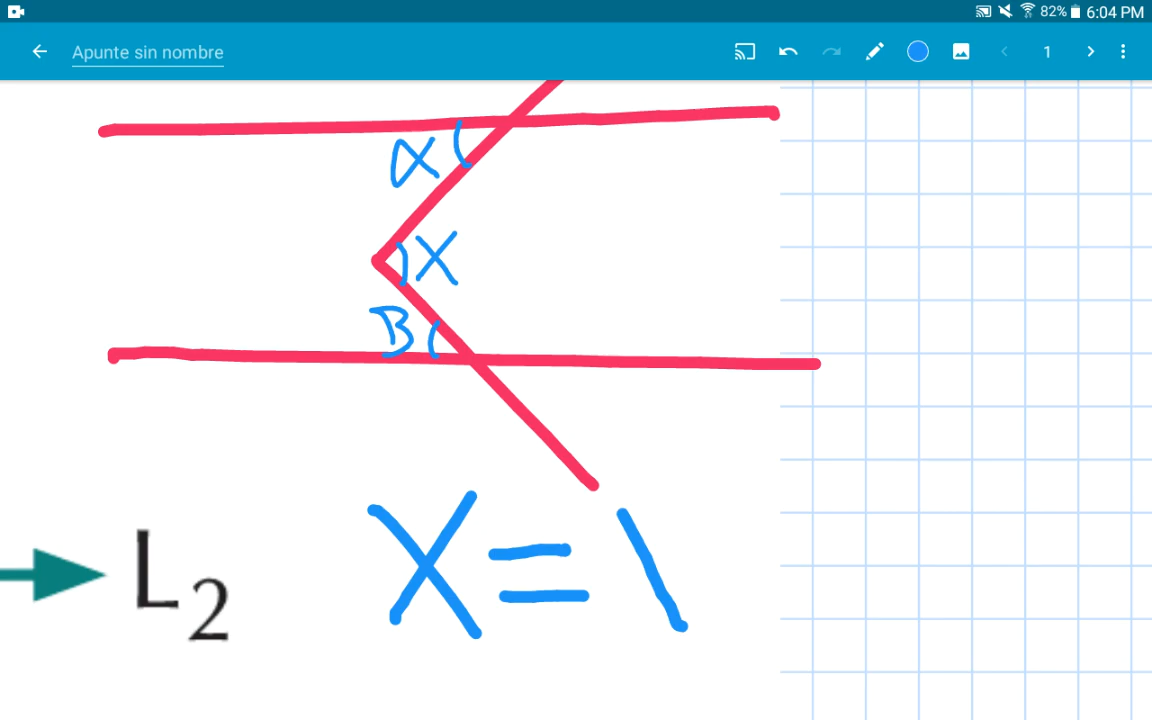 82% 6:04 PM
Apunte sin nombre
1
α
X
B
L2
X = \